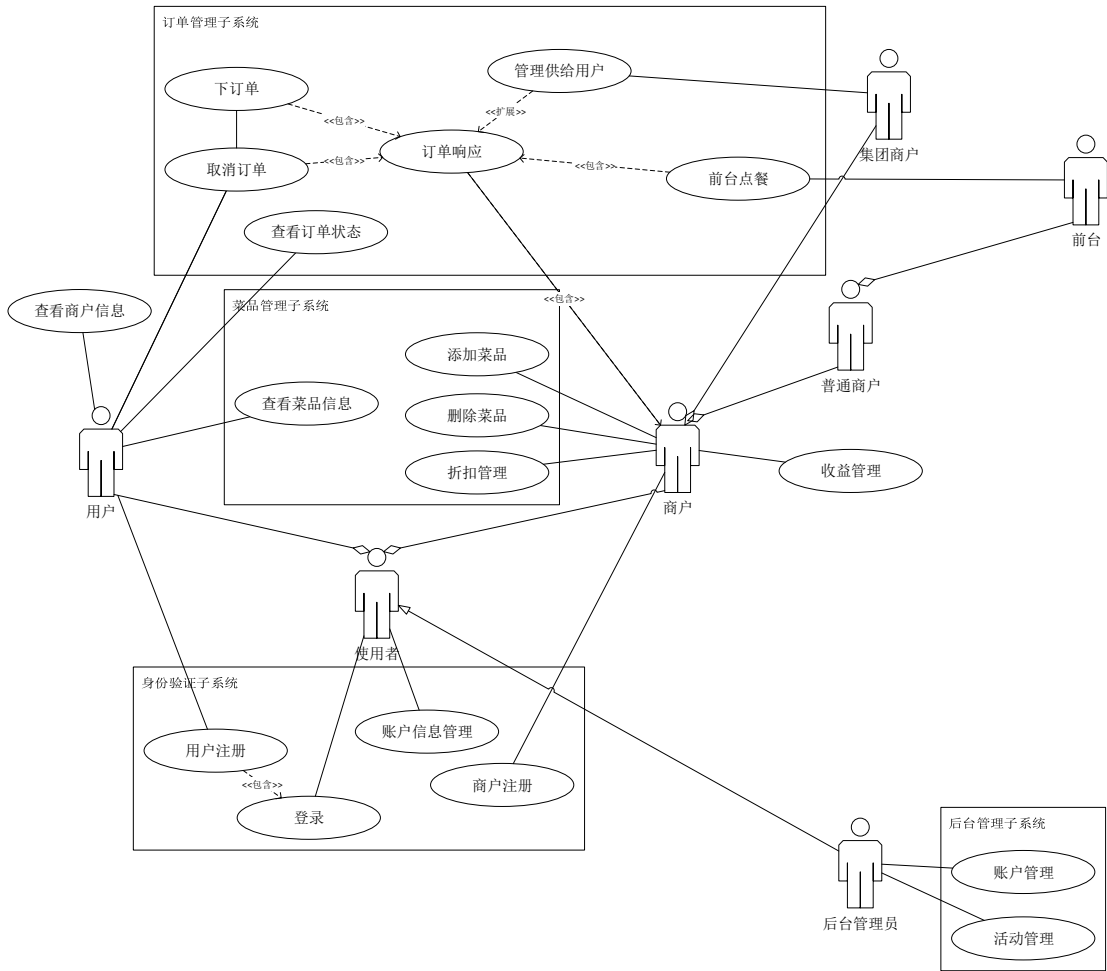 订单管理子系统
下订单
管理供给用户
<<包含>>
<<扩展>>
订单响应
取消订单
<<包含>>
<<包含>>
前台点餐
集团商户
查看订单状态
前台
查看商户信息
菜品管理子系统
<<包含>>
添加菜品
普通商户
查看菜品信息
删除菜品
折扣管理
收益管理
用户
商户
使用者
身份验证子系统
账户信息管理
用户注册
<<包含>>
商户注册
登录
后台管理子系统
账户管理
后台管理员
活动管理